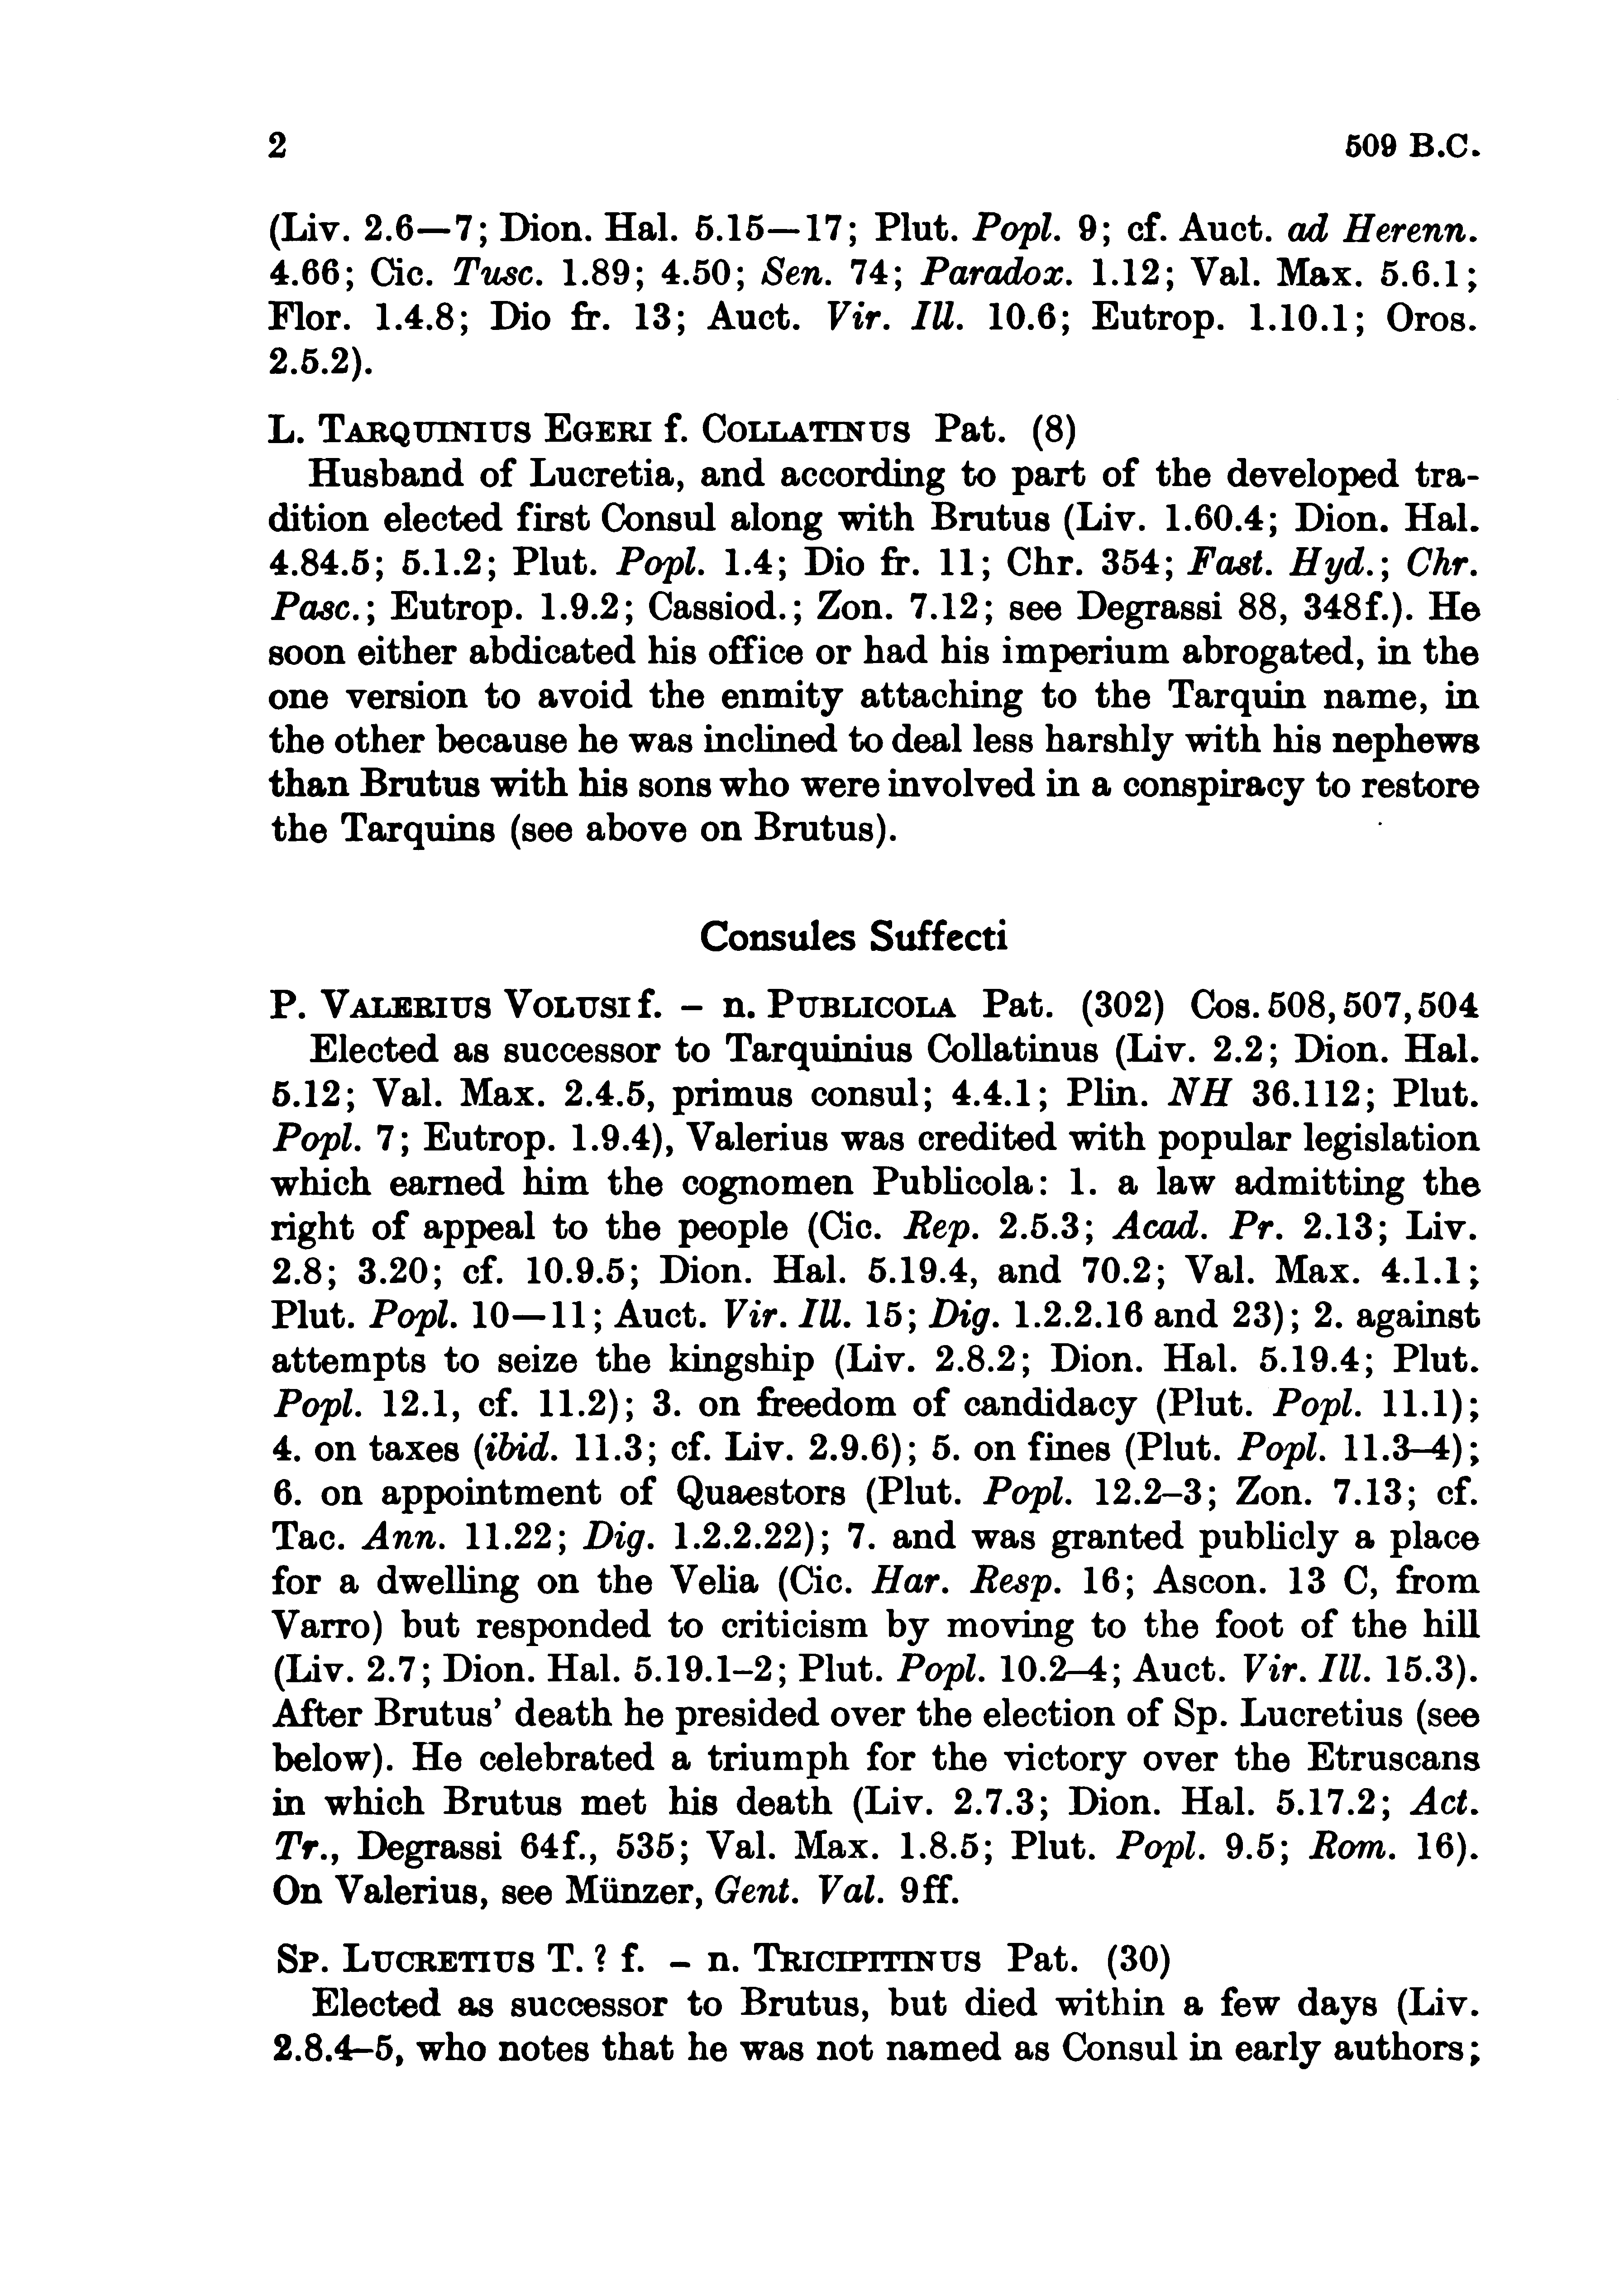 2 509 B.C.
(Liv. 2.6—7; Dion. Hal. 5.15—17; Plut. Popl. 9; cf. Auct. ad Herenn.
4.66; Cic. Tusc. 1.89; 4.50; Sen. 74; Paradox. 1.12; Val. Max. 5.6.1;
Flor. 1.4.8; Dio fr. 13; Auct. Vir. Ill. 10.6; Eutrop. 1.10.1; Oros.
2.5.2).
L. TARQUINIUS EGERI f. COLLATINUS Pat. (8)
Husband of Lucretia, and according to part of the developed tra-
dition elected first Consul along with Brutus (Liv. 1.60.4; Dion. Hal.
4.84.5; 5.1.2; Plut. Popl. 1.4; Dio fr. 11; Chr. 354; Fast. Hyd.; Chr.
Pasc.; Eutrop. 1.9.2; Cassiod.; Zon. 7.12; see Degrassi 88, 348f.). He
soon either abdicated his office or had his imperium abrogated, in the
one version to avoid the enmity attaching to the Tarquin name, in
the other because he was inclined to deal less harshly with his nephews
than Brutus with his sons who were involved in a conspiracy to restore
the Tarquins (see above on Brutus).
Consules Suffecti
P. VALERIUS VOLUSI f. – n. PUBLICOLA Pat. (302) Cos. 508, 507, 504
Elected as successor to Tarquinius Collatinus (Liv. 2.2; Dion. Hal.
5.12; Val. Max. 2.4.5, primus consul; 4.4.1; Plin. NH 36.112; Plut.
Popl. 7; Eutrop. 1.9.4), Valerius was credited with popular legislation
which earned him the cognomen Publicola: 1. a law admitting the
right of appeal to the people (Cic. Rep. 2.5.3; Acad. Pr. 2.13; Liv.
2.8; 3.20; cf. 10.9.5; Dion. Hal. 5.19.4, and 70.2; Val. Max. 4.1.1;
Plut. Popl. 10—11; Auct. Vir. Ill. 15; Dig. 1.2.2.16 and 23); 2. against
attempts to seize the kingship (Liv. 2.8.2; Dion. Hal. 5.19.4; Plut.
Popl. 12.1, cf. 11.2); 3. on freedom of candidacy (Plut. Popl. 11.1);
4. on taxes (ibid. 11.3; cf. Liv. 2.9.6); 5. on fines (Plut. Popl. 11.3–4);
6. on appointment of Quaestors (Plut. Popl. 12.2–3; Zon. 7.13; cf.
Tac. Ann. 11.22; Dig. 1.2.2.22); 7. and was granted publicly a place
for a dwelling on the Velia (Cic. Har. Resp. 16; Ascon. 13 C, from
Varro) but responded to criticism by moving to the foot of the hill
(Liv. 2.7; Dion. Hal. 5.19.1–2; Plut. Popl. 10.2–4; Auct. Vir. Ill. 15.3).
After Brutus' death he presided over the election of Sp. Lucretius (see
below). He celebrated a triumph for the victory over the Etruscans
in which Brutus met his death (Liv. 2.7.3; Dion. Hal. 5.17.2; Act.
Tr., Degrassi 64f., 535; Val. Max. 1.8.5; Plut. Popl. 9.5; Rom. 16).
On Valerius, see Münzer, Gent. Val. 9ff.
SP. LUCRETIUS T. ? f. – n. TRICIPITINUS Pat. (30)
Elected as successor to Brutus, but died within a few days (Liv.
2.8.4–5, who notes that he was not named as Consul in early authors;